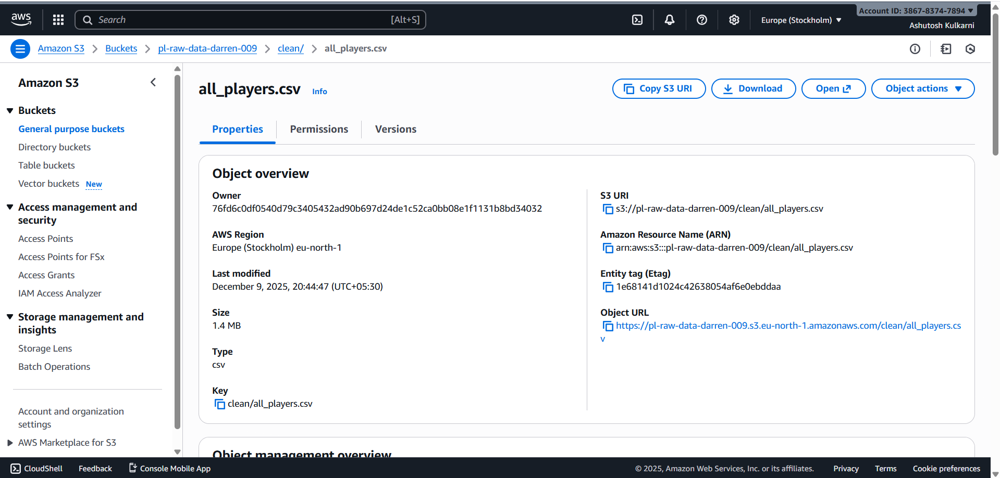 aws
Search [Alt+S]
Europe (Stockholm) ▼
Account ID: 3867-8374-7894 ▼
Ashutosh Kulkarni
Amazon S3 > Buckets > pl-raw-data-darren-009 > clean/ > all_players.csv
Amazon S3
Buckets
General purpose buckets
Directory buckets
Table buckets
Vector buckets New
Access management and
security
Access Points
Access Points for FSx
Access Grants
IAM Access Analyzer
Storage management and
insights
Storage Lens
Batch Operations
Account and organization
settings
AWS Marketplace for S3
all_players.csv Info
Copy S3 URI
Download
Open
Object actions ▼
Properties
Permissions
Versions
Object overview
Owner
76fd6c0df0540d79c3405432ad90b697d24de1c52ca0bb08e1f1131b8bd34032
AWS Region
Europe (Stockholm) eu-north-1
Last modified
December 9, 2025, 20:44:47 (UTC+05:30)
Size
1.4 MB
Type
csv
Key
clean/all_players.csv
S3 URI
s3://pl-raw-data-darren-009/clean/all_players.csv
Amazon Resource Name (ARN)
arn:aws:s3:::pl-raw-data-darren-009/clean/all_players.csv
Entity tag (Etag)
1e68141d1024c42638054af6e0ebddaa
Object URL
https://pl-raw-data-darren-009.s3.eu-north-1.amazonaws.com/clean/all_players.cs
v
Object management overview
CloudShell
Feedback
Console Mobile App
© 2025, Amazon Web Services, Inc. or its affiliates.
Privacy
Terms
Cookie preferences